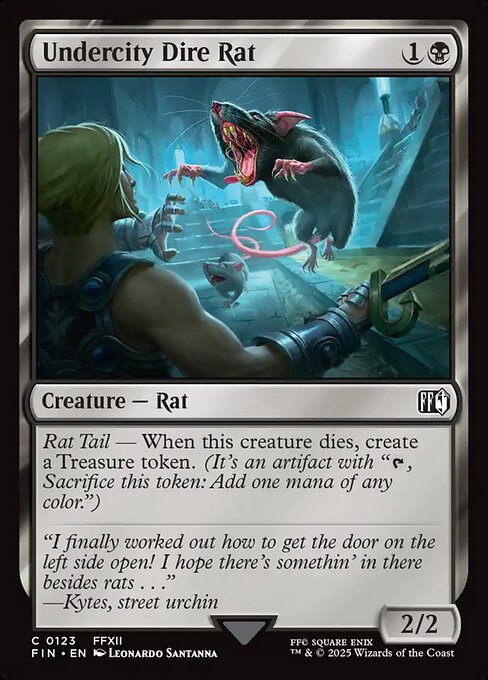 Undercity Dire Rat 1
Creature — Rat
FF
Rat Tail — When this creature dies, create
a Treasure token. (It's an artifact with “,
Sacrifice this token: Add one mana of any
color.”)
“I finally worked out how to get the door on the
left side open! I hope there's somethin' in there
besides rats . . .”
—Kytes, street urchin
2/2
C 0123 FFXII
FIN • EN Leonardo Santanna
FF© SQUARE ENIX
™ & © 2025 Wizards of the Coast